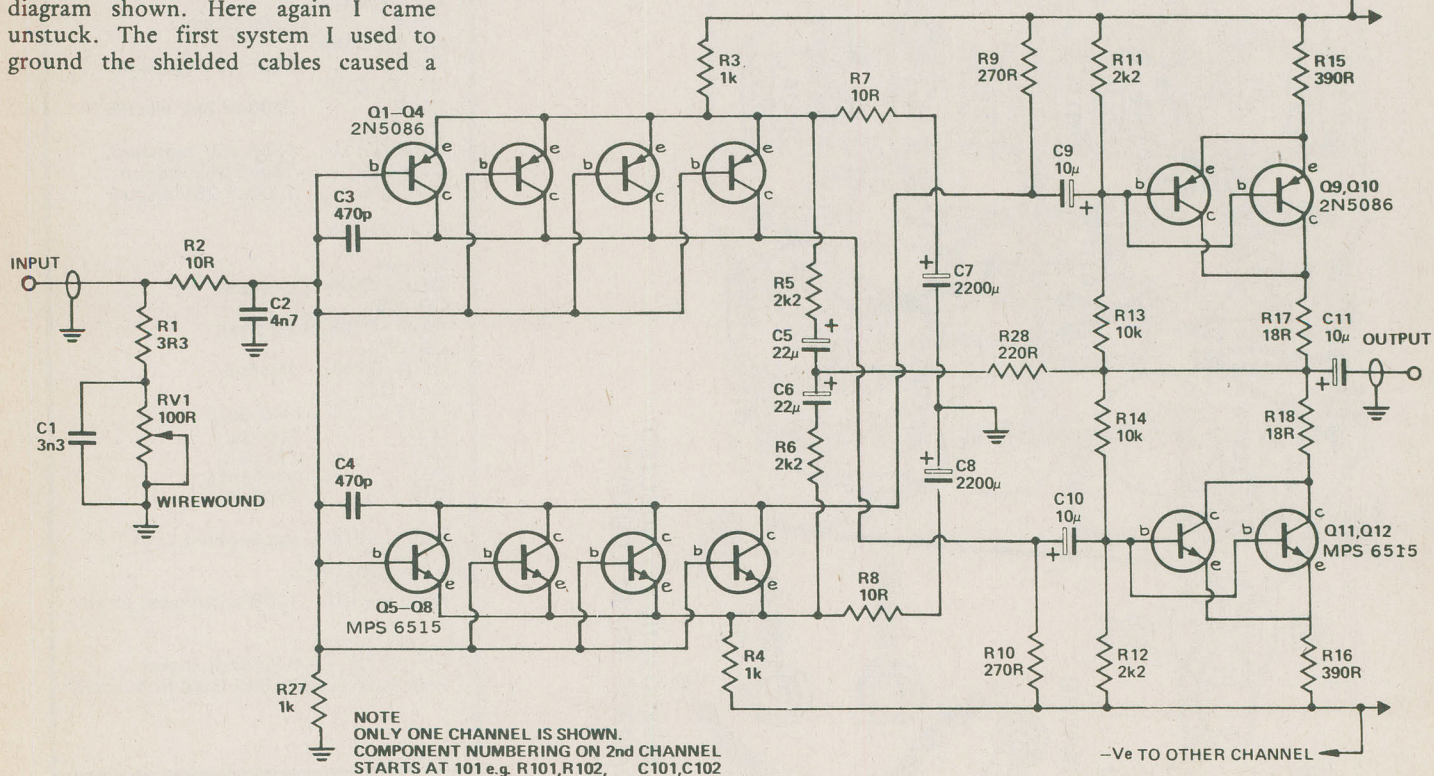 diagram shown. Here again I came
unstuck. The first system I used to
ground the shielded cables caused a
R3
1k
R7
10R
R9
270R
R11
2k2
R15
390R
Q1–Q4
2N5086
b
e
c
b
e
c
b
e
c
b
e
c
C3
470p
C9
10µ
+
b
e
c
b
e
c
Q9,Q10
2N5086
INPUT
R2
10R
C2
4n7
R1
3R3
RV1
100R
C1
3n3
WIREWOUND
R5
2k2
+
C5
22µ
+
C6
22µ
R6
2k2
+
C7
2200µ
R28
220R
+
C8
2200µ
R13
10k
R14
10k
R17
18R
C11
10µ
+
OUTPUT
R18
18R
C4
470p
b
c
e
b
c
e
b
c
e
b
c
e
Q5–Q8
MPS 6515
C10
10µ
+
b
c
e
b
c
e
Q11,Q12
MPS 6515
R8
10R
R4
1k
R10
270R
R12
2k2
R16
390R
R27
1k
NOTE
ONLY ONE CHANNEL IS SHOWN.
COMPONENT NUMBERING ON 2nd CHANNEL
STARTS AT 101 e.g. R101,R102, C101,C102
–Ve TO OTHER CHANNEL